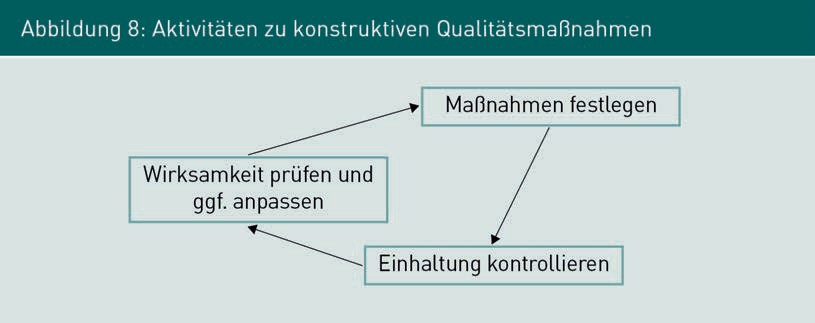 Abbildung 8: Aktivitäten zu konstruktiven Qualitätsmaßnahmen
Maßnahmen festlegen
Wirksamkeit prüfen und
ggf. anpassen
Einhaltung kontrollieren